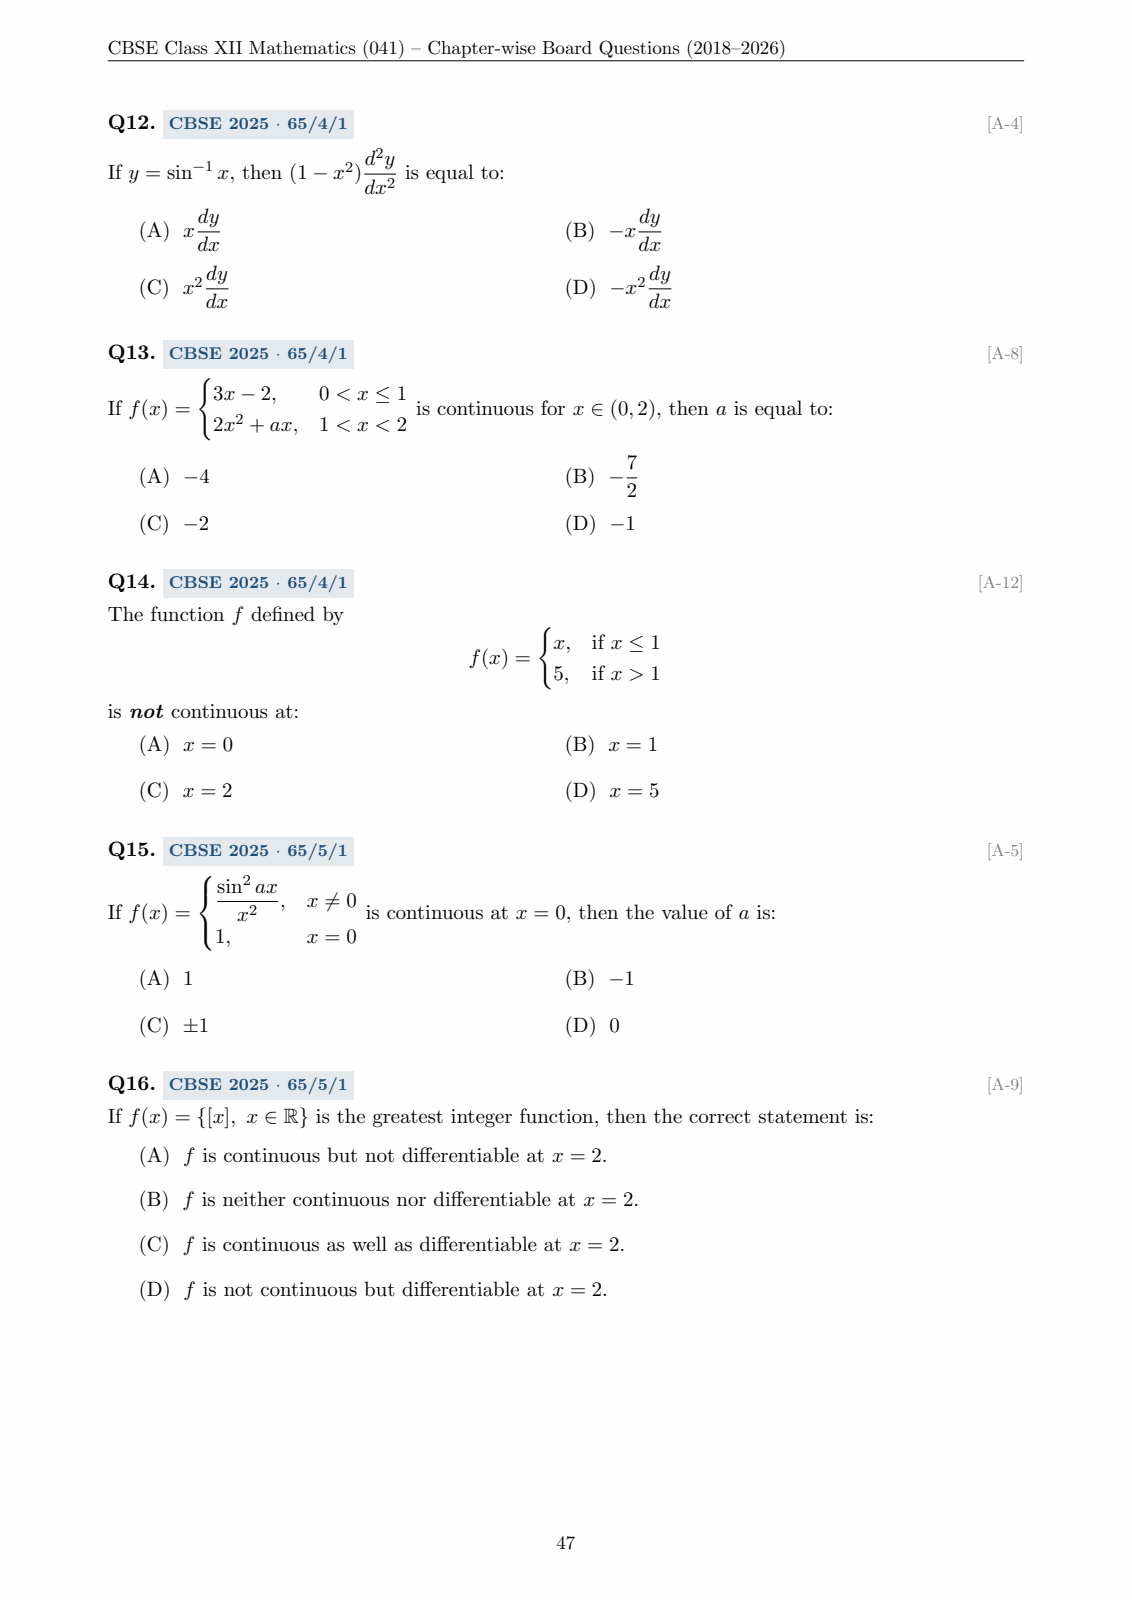 CBSE Class XII Mathematics (041) – Chapter-wise Board Questions (2018–2026)
Q12. CBSE 2025 · 65/4/1 [A-4]
If y = sin⁻¹ x, then (1 − x²) d²y/dx² is equal to:
(A) x dy/dx (B) −x dy/dx
(C) x² dy/dx (D) −x² dy/dx
Q13. CBSE 2025 · 65/4/1 [A-8]
If f(x) = { 3x − 2, 0 < x ≤ 1
2x² + ax, 1 < x < 2 is continuous for x ∈ (0, 2), then a is equal to:
(A) −4 (B) −7/2
(C) −2 (D) −1
Q14. CBSE 2025 · 65/4/1 [A-12]
The function f defined by
f(x) = { x, if x ≤ 1
5, if x > 1
is not continuous at:
(A) x = 0 (B) x = 1
(C) x = 2 (D) x = 5
Q15. CBSE 2025 · 65/5/1 [A-5]
If f(x) = { sin² ax/x², x ≠ 0
1, x = 0 is continuous at x = 0, then the value of a is:
(A) 1 (B) −1
(C) ±1 (D) 0
Q16. CBSE 2025 · 65/5/1 [A-9]
If f(x) = {[x], x ∈ ℝ} is the greatest integer function, then the correct statement is:
(A) f is continuous but not differentiable at x = 2.
(B) f is neither continuous nor differentiable at x = 2.
(C) f is continuous as well as differentiable at x = 2.
(D) f is not continuous but differentiable at x = 2.
47